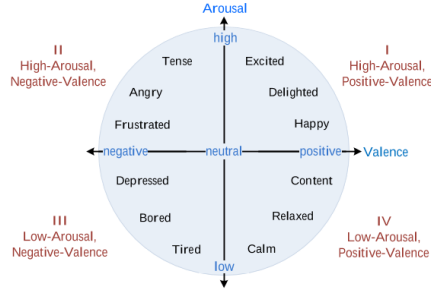 Arousal
high
II
High-Arousal,
Negative-Valence
I
High-Arousal,
Positive-Valence
Tense
Excited
Angry
Delighted
Frustrated
Happy
negative
neutral
positive
Valence
Depressed
Content
Bored
Relaxed
Tired
Calm
III
Low-Arousal,
Negative-Valence
IV
Low-Arousal,
Positive-Valence
low